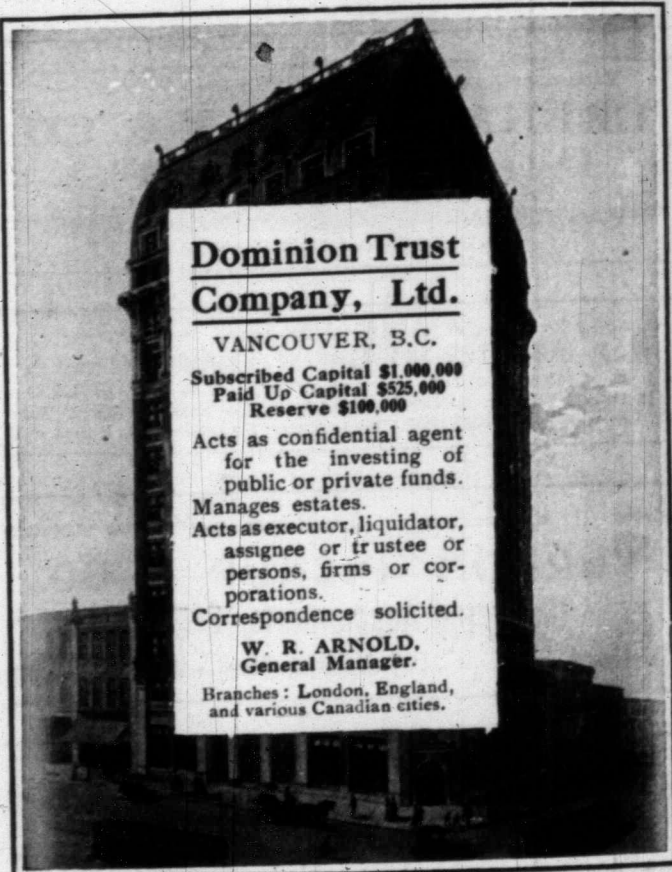 Dominion Trust
Company, Ltd.
VANCOUVER, B.C.
Subscribed Capital $1,000,000
Paid Up Capital $525,000
Reserve $100,000
Acts as confidential agent
for the investing of
public or private funds.
Manages estates.
Acts as executor, liquidator,
assignee or trustee or
persons, firms or cor-
porations.
Correspondence solicited.
W. R. ARNOLD,
General Manager.
Branches: London, England,
and various Canadian cities.